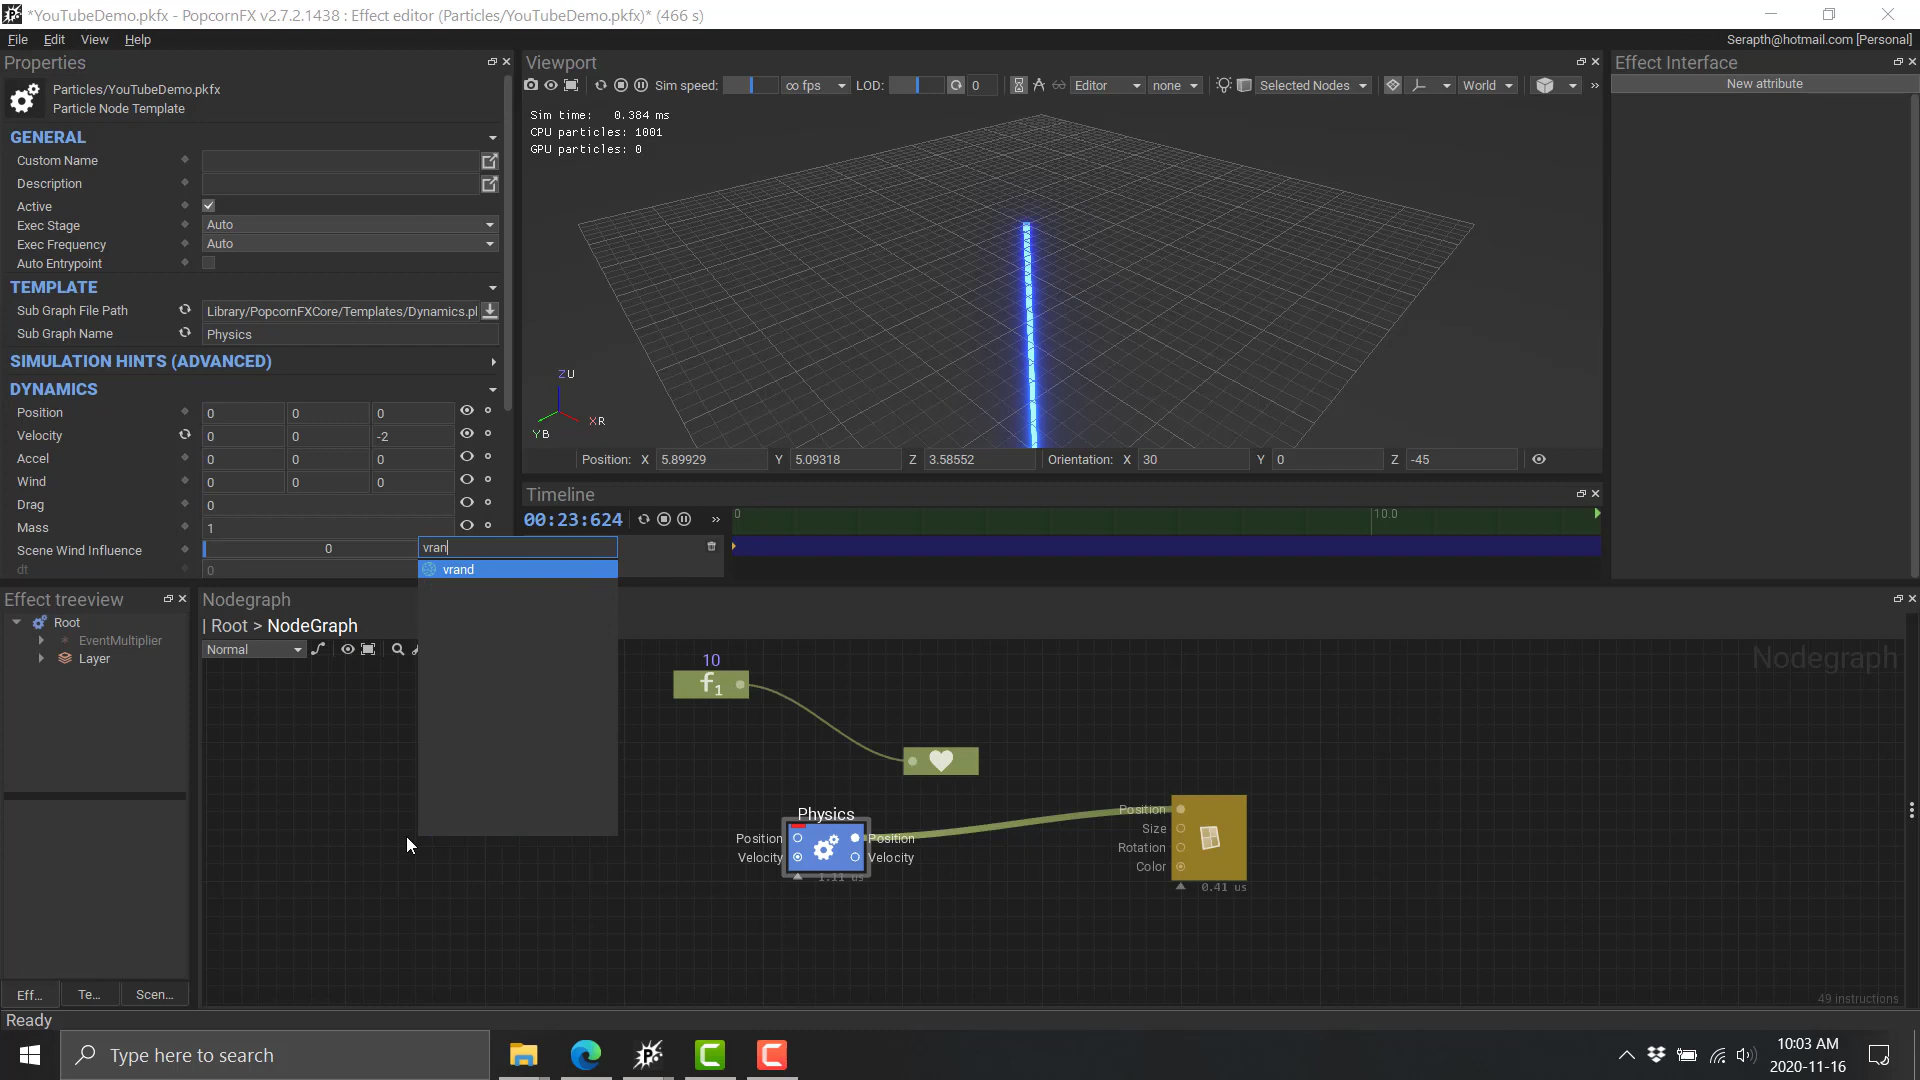 *YouTubeDemo.pkfx - PopcornFX v2.7.2.1438 : Effect editor (Particles/YouTubeDemo.pkfx)* (466 s)
File Edit View Help
Serapth@hotmail.com [Personal]
Properties
Particles/YouTubeDemo.pkfx
Particle Node Template
GENERAL
Custom Name
Description
Active
Exec Stage Auto
Exec Frequency Auto
Auto Entrypoint
TEMPLATE
Sub Graph File Path Library/PopcornFXCore/Templates/Dynamics.pl
Sub Graph Name Physics
SIMULATION HINTS (ADVANCED)
DYNAMICS
Position 0 0 0
Velocity 0 0 -2
Accel 0 0 0
Wind 0 0 0
Drag 0
Mass 1
Scene Wind Influence 0
dt 0
vran
vrand
Viewport
Sim speed: ∞ fps LOD: 0 Editor none Selected Nodes World »
Sim time: 0.384 ms
CPU particles: 1001
GPU particles: 0
ZU
XR
YB
Position: X 5.89929 Y 5.09318 Z 3.58552 Orientation: X 30 Y 0 Z -45
Timeline
00:23:624 » 0 10.0
Effect Interface
New attribute
Effect treeview
Root
EventMultiplier
Layer
Eff... Te... Scen...
Nodegraph
| Root > NodeGraph
Normal
Nodegraph
10
f1
Physics
Position Position
Velocity Velocity
1.11 us
Position
Size
Rotation
Color
0.41 us
49 instructions
Ready
Type here to search
10:03 AM
2020-11-16